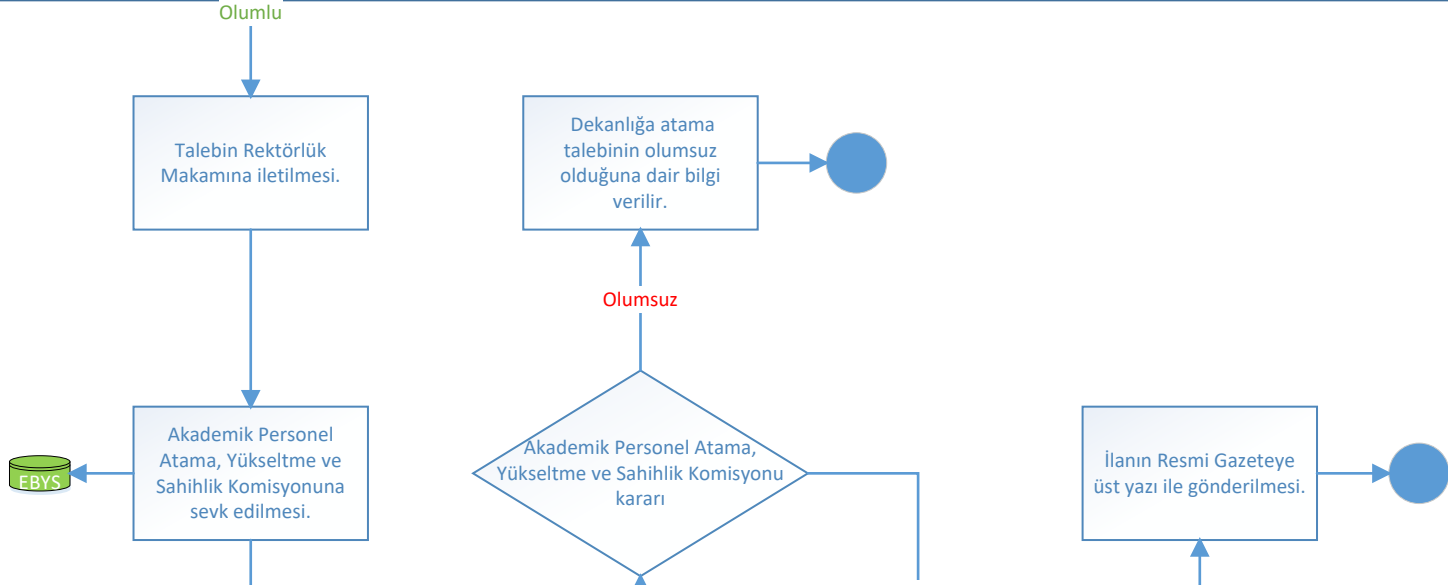 Olumlu
Talebin Rektörlük
Makamına iletilmesi.
Dekanlığa atama
talebinin olumsuz
olduğuna dair bilgi
verilir.
Olumsuz
Akademik Personel
Atama, Yükseltme ve
Sahihlik Komisyonuna
sevk edilmesi.
EBYS
Akademik Personel Atama,
Yükseltme ve Sahihlik Komisyonu
kararı
İlanın Resmi Gazeteye
üst yazı ile gönderilmesi.